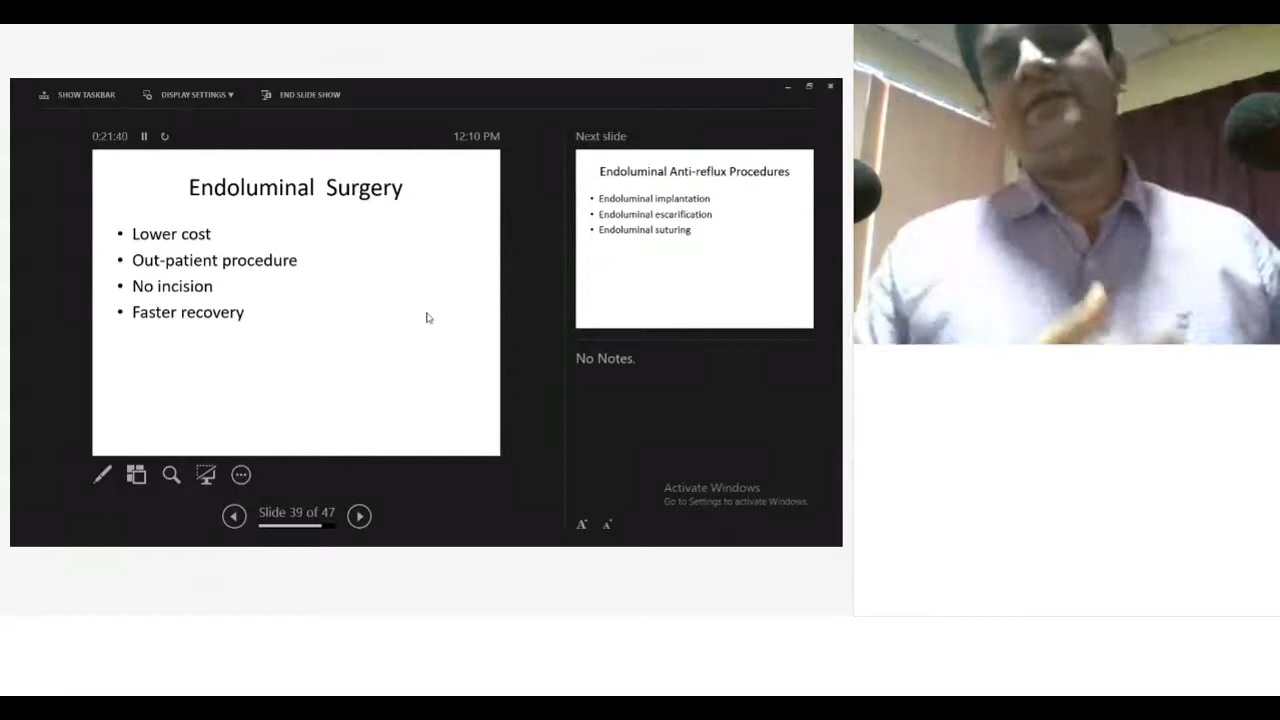 SHOW TASKBAR
DISPLAY SETTINGS ▼
END SLIDE SHOW
0:21:40
12:10 PM
Endoluminal Surgery
• Lower cost
• Out-patient procedure
• No incision
• Faster recovery
Slide 39 of 47
Next slide
Endoluminal Anti-reflux Procedures
• Endoluminal implantation
• Endoluminal escarification
• Endoluminal suturing
No Notes.
Activate Windows
Go to Settings to activate Windows.
A A